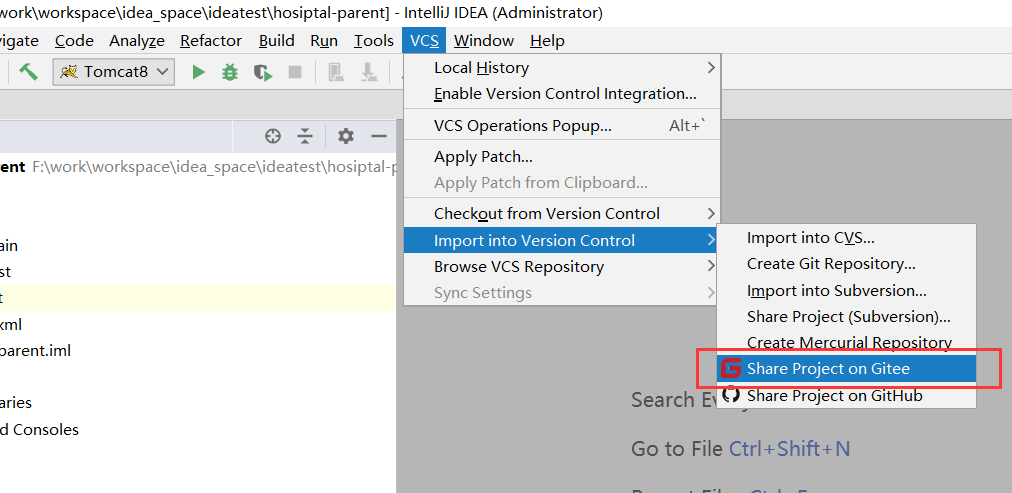 work\workspace\idea_space\ideatest\hosiptal-parent] - IntelliJ IDEA (Administrator)
vigate Code Analyze Refactor Build Run Tools VCS Window Help
Tomcat8
Local History
Enable Version Control Integration...
VCS Operations Popup... Alt+`
Apply Patch...
Apply Patch from Clipboard...
Checkout from Version Control
Import into Version Control
Browse VCS Repository
Sync Settings
Import into CVS...
Create Git Repository...
Import into Subversion...
Share Project (Subversion)...
Create Mercurial Repository
Share Project on Gitee
Share Project on GitHub
rent F:\work\workspace\idea_space\ideatest\hosiptal-p
ain
st
t
xml
parent.iml
aries
d Consoles
Search Every
Go to File Ctrl+Shift+N